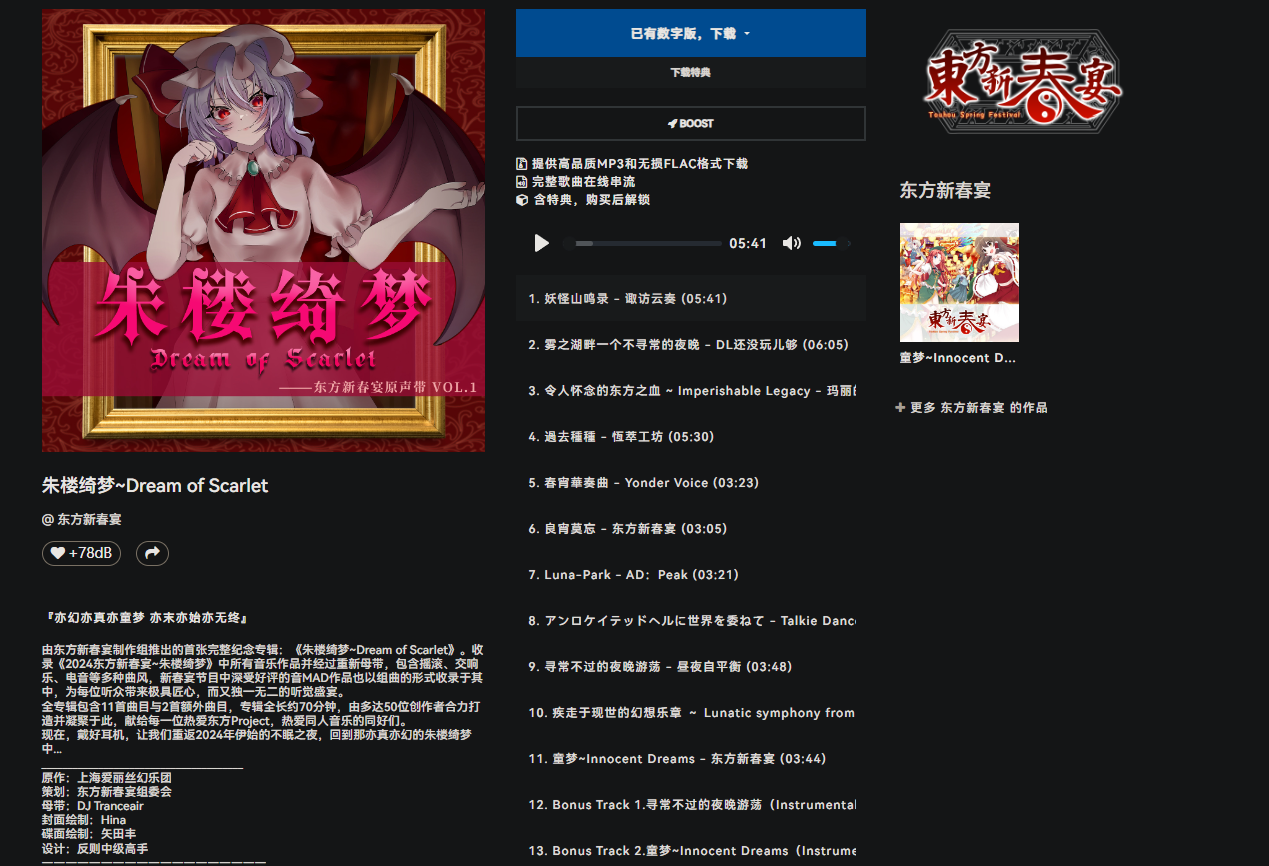 朱楼绮梦
Dream of Scarlet
——东方新春宴原声带 VOL.1
朱楼绮梦~Dream of Scarlet
@ 东方新春宴
+78dB
『亦幻亦真亦童梦 亦末亦始亦无终』
由东方新春宴制作组推出的首张完整纪念专辑：《朱楼绮梦~Dream of Scarlet》。收
录《2024东方新春宴~朱楼绮梦》中所有音乐作品并经过重新母带，包含摇滚、交响
乐、电音等多种曲风，新春宴节目中深受好评的音MAD作品也以组曲的形式收录于其
中，为每位听众带来极具匠心，而又独一无二的听觉盛宴。
全专辑包含11首曲目与2首额外曲目，专辑全长约70分钟，由多达50位创作者合力打
造并凝聚于此，献给每一位热爱东方Project，热爱同人音乐的同好们。
现在，戴好耳机，让我们重返2024年伊始的不眠之夜，回到那亦真亦幻的朱楼绮梦
中...
原作：上海爱丽丝幻乐团
策划：东方新春宴组委会
母带：DJ Tranceair
封面绘制：Hina
碟面绘制：矢田丰
设计：反则中级高手
已有数字版，下载
下载特典
BOOST
提供高品质MP3和无损FLAC格式下载
完整歌曲在线串流
含特典，购买后解锁
05:41
1. 妖怪山鸣录 - 诹访云奏 (05:41)
2. 雾之湖畔一个不寻常的夜晚 - DL还没玩儿够 (06:05)
3. 令人怀念的东方之血 ~ Imperishable Legacy - 玛丽
4. 過去種種 - 恆萃工坊 (05:30)
5. 春宵華奏曲 - Yonder Voice (03:23)
6. 良宵莫忘 - 东方新春宴 (03:05)
7. Luna-Park - AD：Peak (03:21)
8. アンロケイテッドヘルに世界を委ねて - Talkie Danc
9. 寻常不过的夜晚游荡 - 昼夜自平衡 (03:48)
10. 疾走于现世的幻想乐章 ～ Lunatic symphony from
11. 童梦~Innocent Dreams - 东方新春宴 (03:44)
12. Bonus Track 1.寻常不过的夜晚游荡（Instrumental
13. Bonus Track 2.童梦~Innocent Dreams（Instrume
東方新春宴
Touhou Spring Festival
东方新春宴
東方新春宴
童梦~Innocent D...
更多 东方新春宴 的作品